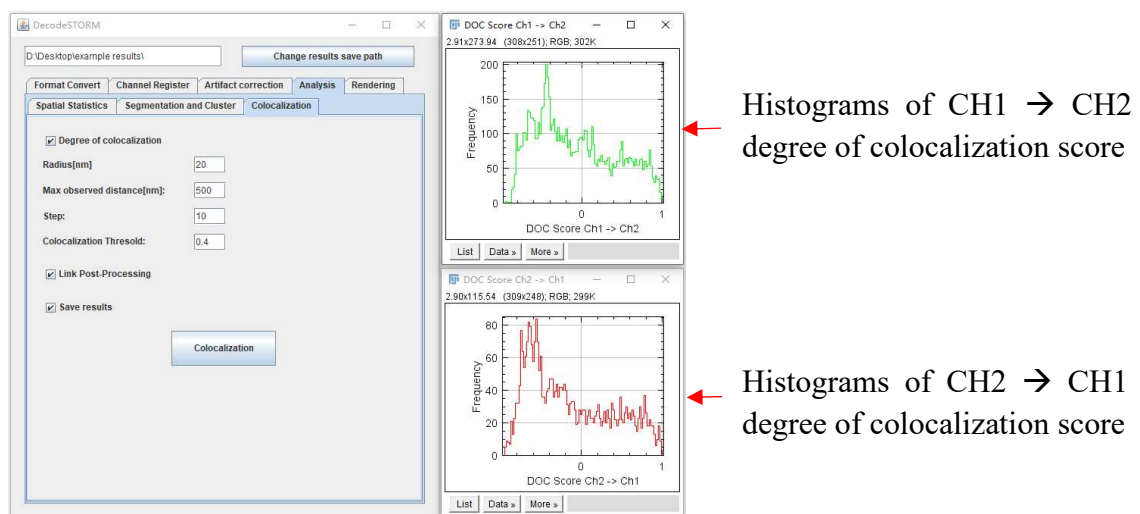 DecodeSTORM
D:\Desktop\example results\
Change results save path
Format Convert Channel Register Artifact correction Analysis Rendering
Spatial Statistics Segmentation and Cluster Colocalization
Degree of colocalization
Radius[nm] 20
Max observed distance[nm]: 500
Step: 10
Colocalization Thresold: 0.4
Link Post-Processing
Save results
Colocalization
DOC Score Ch1 -> Ch2
2.91x273.94 (308x251); RGB; 302K
200
150
100
50
0
Frequency
0 1
DOC Score Ch1 -> Ch2
List Data » More »
DOC Score Ch2 -> Ch1
2.90x115.54 (309x248); RGB; 299K
80
60
40
20
0
Frequency
0 1
DOC Score Ch2 -> Ch1
List Data » More »
Histograms of CH1 → CH2
degree of colocalization score
Histograms of CH2 → CH1
degree of colocalization score